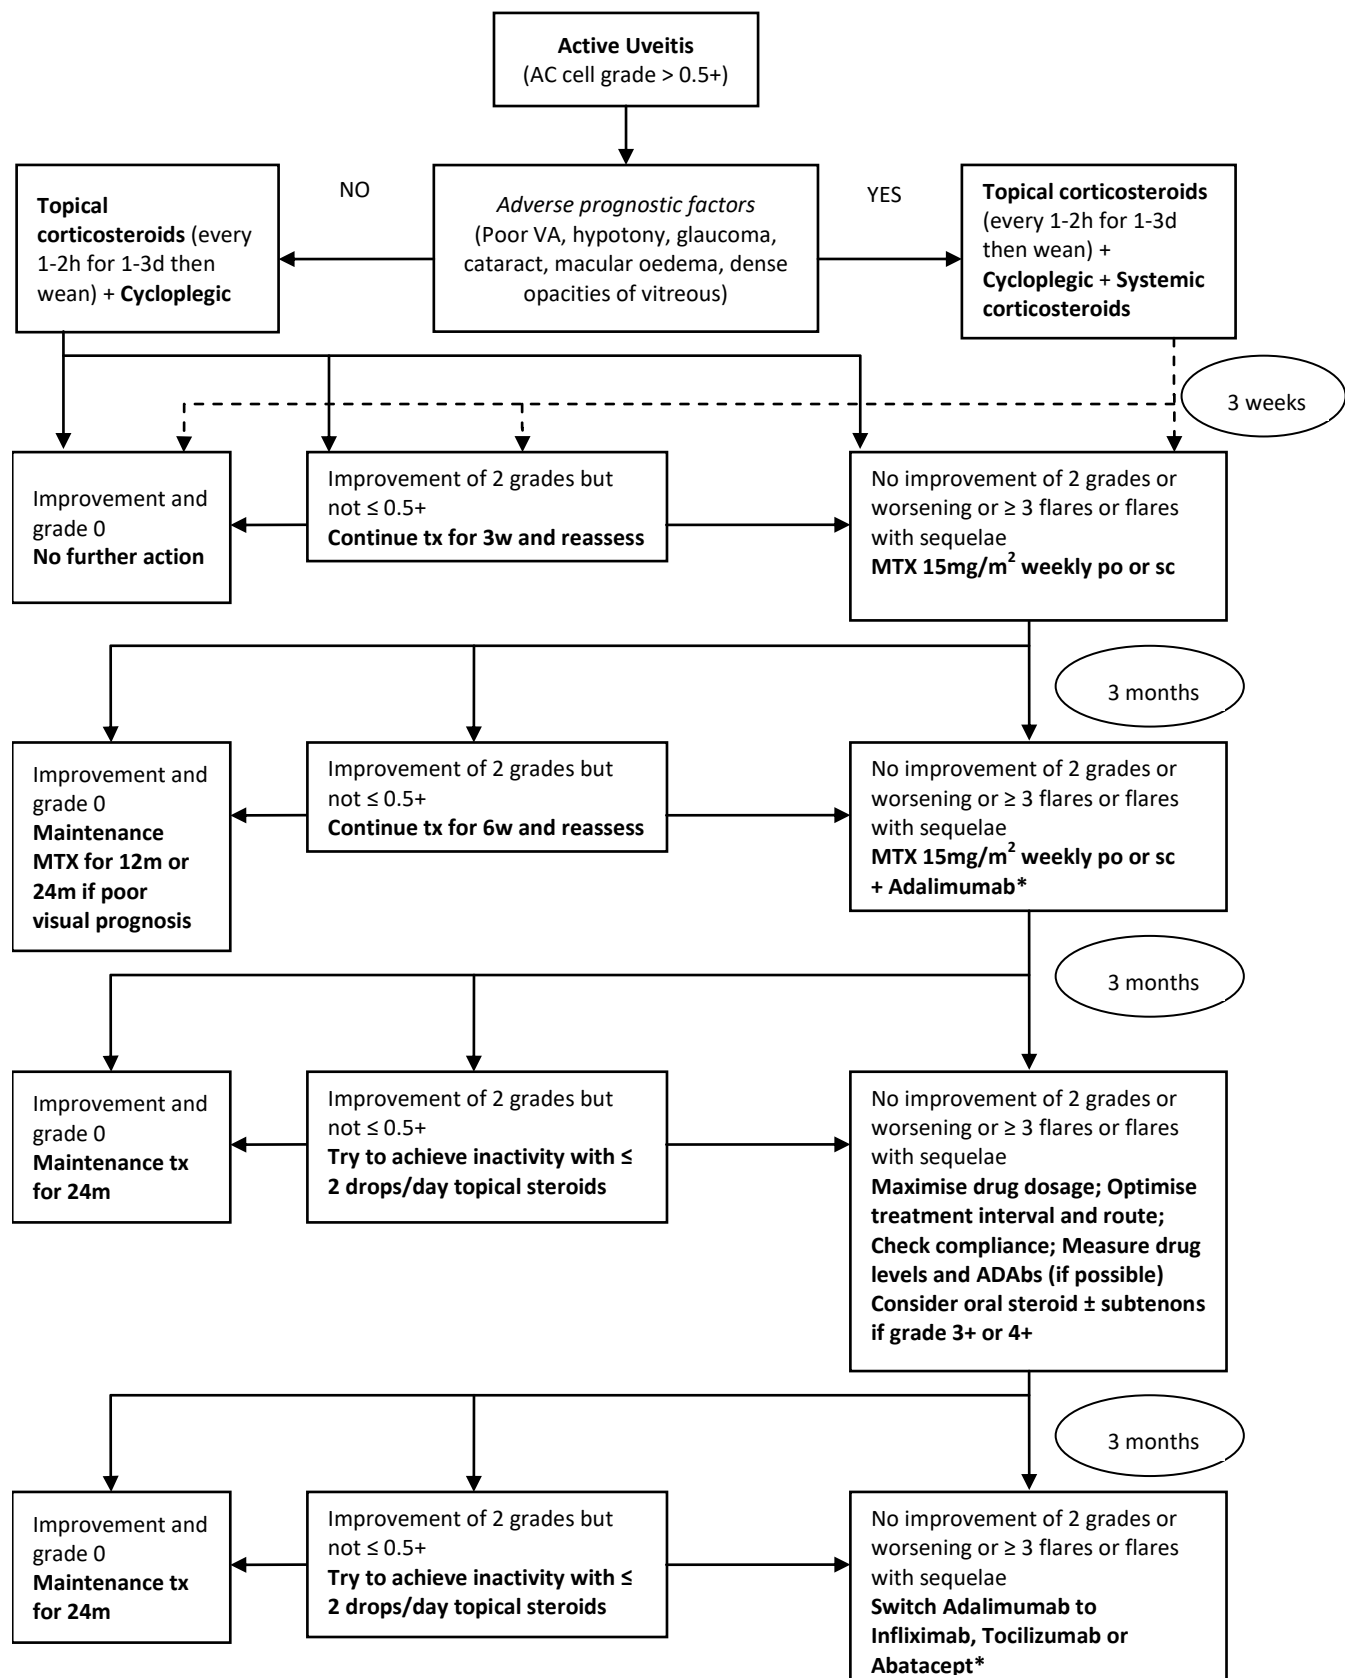 Active Uveitis
(AC cell grade > 0.5+)
NO
YES
Topical
corticosteroids (every
1-2h for 1-3d then
wean) + Cycloplegic
Adverse prognostic factors
(Poor VA, hypotony, glaucoma,
cataract, macular oedema, dense
opacities of vitreous)
Topical corticosteroids
(every 1-2h for 1-3d
then wean) +
Cycloplegic + Systemic
corticosteroids
3 weeks
Improvement and
grade 0
No further action
Improvement of 2 grades but
not ≤ 0.5+
Continue tx for 3w and reassess
No improvement of 2 grades or
worsening or ≥ 3 flares or flares
with sequelae
MTX 15mg/m² weekly po or sc
3 months
Improvement and
grade 0
Maintenance
MTX for 12m or
24m if poor
visual prognosis
Improvement of 2 grades but
not ≤ 0.5+
Continue tx for 6w and reassess
No improvement of 2 grades or
worsening or ≥ 3 flares or flares
with sequelae
MTX 15mg/m² weekly po or sc
+ Adalimumab*
3 months
Improvement and
grade 0
Maintenance tx
for 24m
Improvement of 2 grades but
not ≤ 0.5+
Try to achieve inactivity with ≤
2 drops/day topical steroids
No improvement of 2 grades or
worsening or ≥ 3 flares or flares
with sequelae
Maximise drug dosage; Optimise
treatment interval and route;
Check compliance; Measure drug
levels and ADAbs (if possible)
Consider oral steroid ± subtenons
if grade 3+ or 4+
3 months
Improvement and
grade 0
Maintenance tx
for 24m
Improvement of 2 grades but
not ≤ 0.5+
Try to achieve inactivity with ≤
2 drops/day topical steroids
No improvement of 2 grades or
worsening or ≥ 3 flares or flares
with sequelae
Switch Adalimumab to
Infliximab, Tocilizumab or
Abatacept*